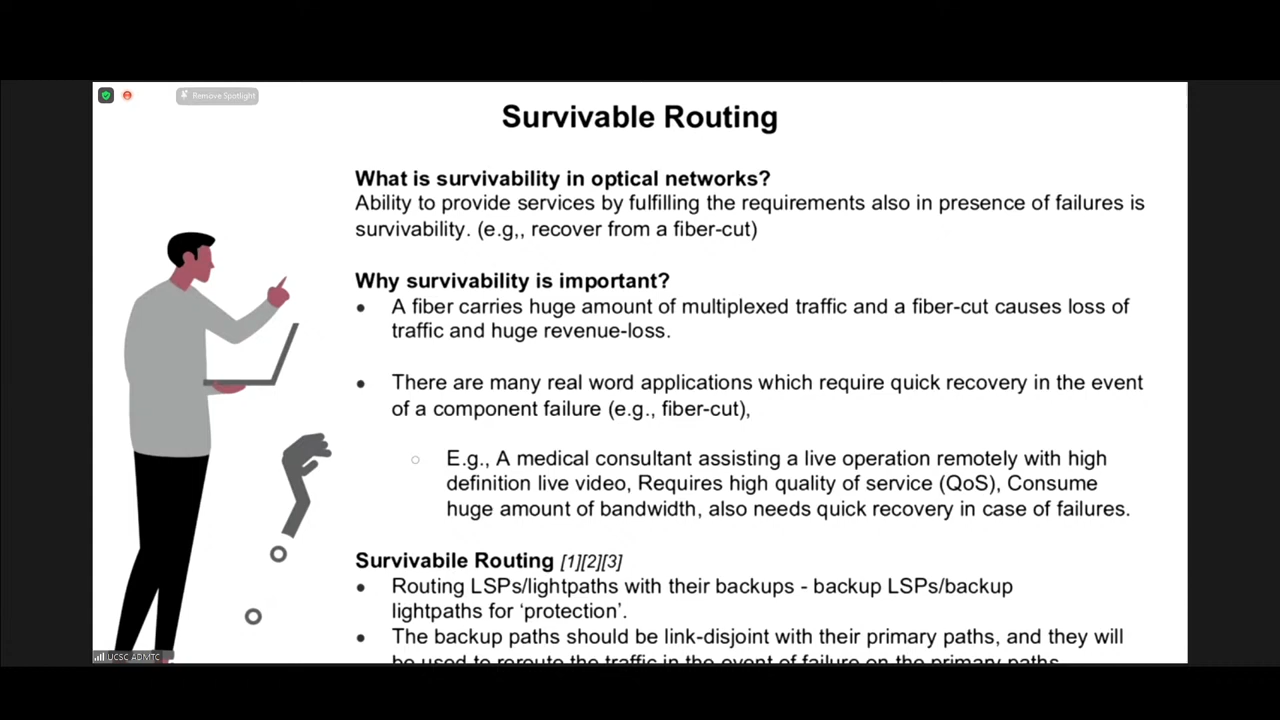 Remove Spotlight
Survivable Routing
What is survivability in optical networks?
Ability to provide services by fulfilling the requirements also in presence of failures is
survivability. (e.g,, recover from a fiber-cut)
Why survivability is important?
● A fiber carries huge amount of multiplexed traffic and a fiber-cut causes loss of
traffic and huge revenue-loss.
● There are many real word applications which require quick recovery in the event
of a component failure (e.g., fiber-cut),
○ E.g., A medical consultant assisting a live operation remotely with high
definition live video, Requires high quality of service (QoS), Consume
huge amount of bandwidth, also needs quick recovery in case of failures.
Survivabile Routing [1][2][3]
● Routing LSPs/lightpaths with their backups - backup LSPs/backup
lightpaths for ‘protection’.
● The backup paths should be link-disjoint with their primary paths, and they will
be used to reroute the traffic in the event of failure on the primary paths
UCSC ADMTC